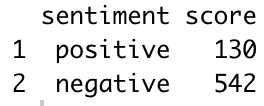 sentiment score
1 positive 130
2 negative 542